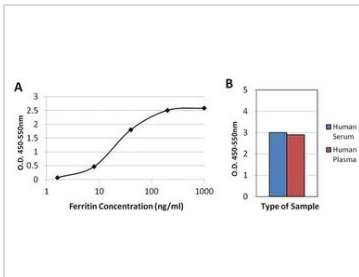 A
O.D. 450-550nm
3
2.5
2
1.5
1
0.5
0
1
10
100
1000
Ferritin Concentration (ng/ml)
B
O.D. 450-550nm
5
4
3
2
1
0
Human
Serum
Human
Plasma
Type of Sample